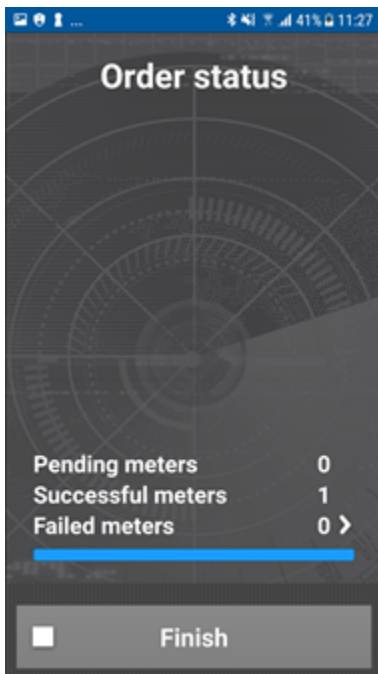 ... 41% 11:27
Order status
Pending meters 0
Successful meters 1
Failed meters 0
Finish